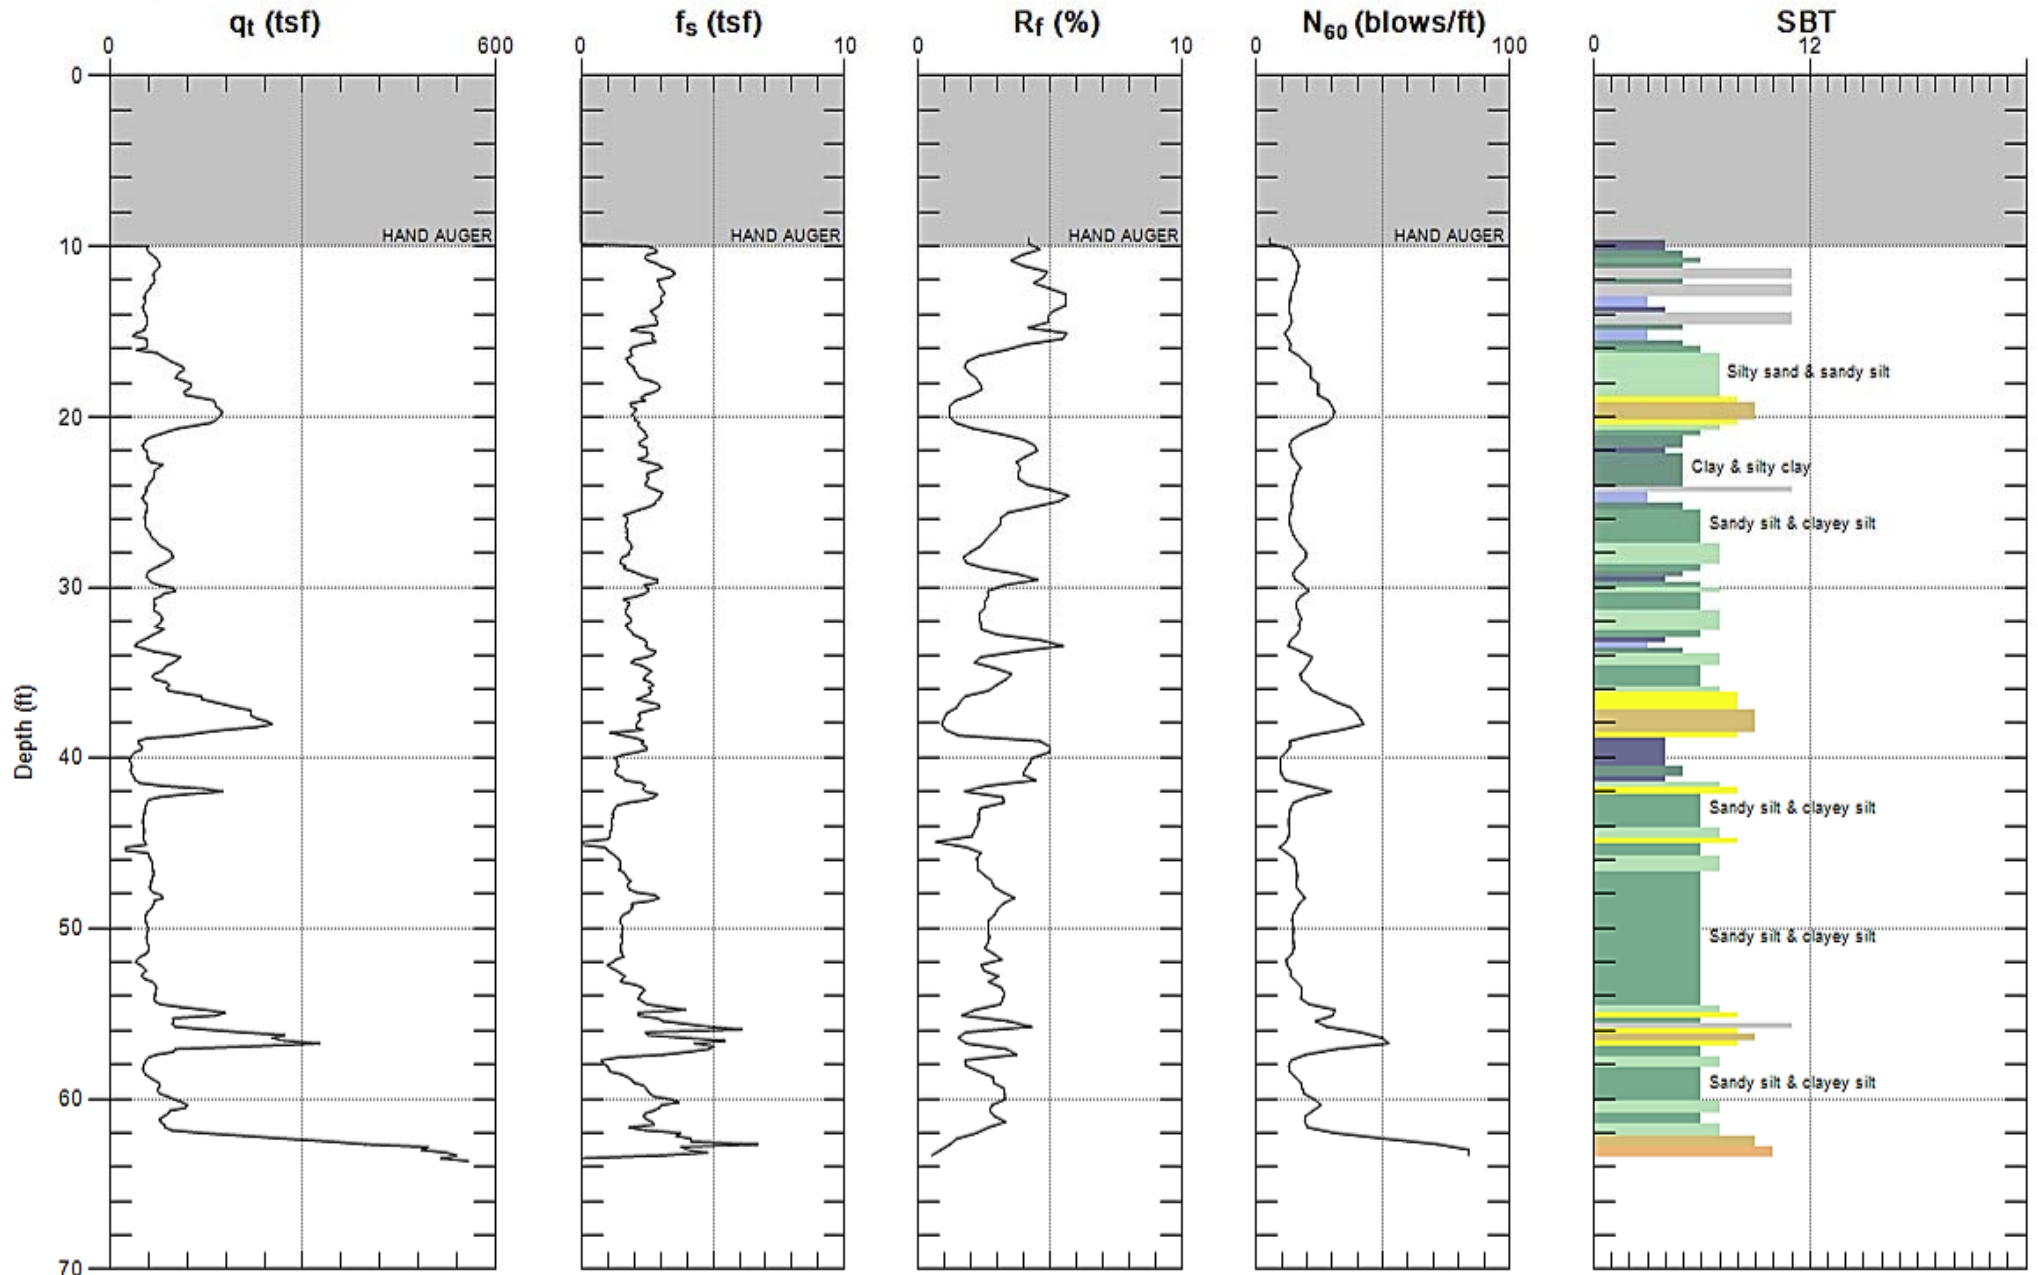 qt (tsf) fs (tsf) Rf (%) N60 (blows/ft) SBT
0 600 0 10 0 10 0 100 0 12
0
HAND AUGER HAND AUGER HAND AUGER HAND AUGER
10
Silty sand & sandy silt
20
Clay & silty clay
Sandy silt & clayey silt
30
Depth (ft)
40
Sandy silt & clayey silt
50
Sandy silt & clayey silt
Sandy silt & clayey silt
60
70